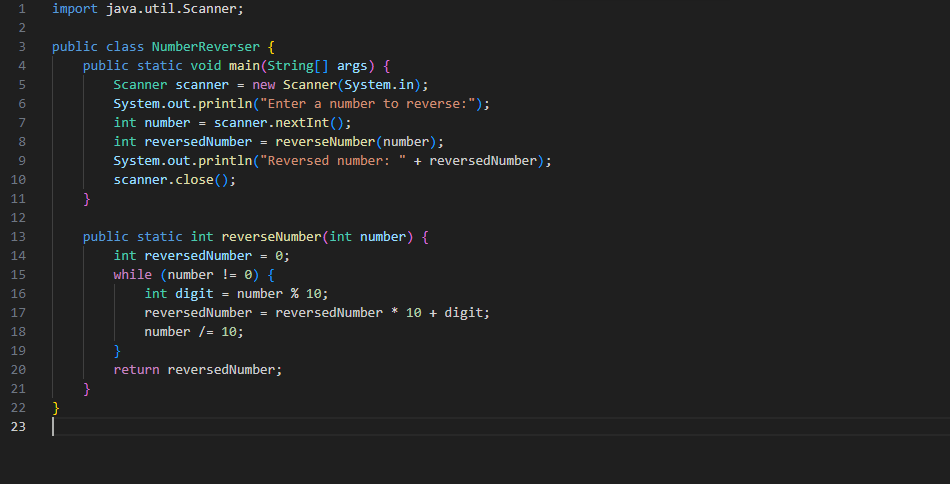 1 import java.util.Scanner;
2
3 public class NumberReverser {
4     public static void main(String[] args) {
5         Scanner scanner = new Scanner(System.in);
6         System.out.println("Enter a number to reverse:");
7         int number = scanner.nextInt();
8         int reversedNumber = reverseNumber(number);
9         System.out.println("Reversed number: " + reversedNumber);
10         scanner.close();
11     }
12
13     public static int reverseNumber(int number) {
14         int reversedNumber = 0;
15         while (number != 0) {
16             int digit = number % 10;
17             reversedNumber = reversedNumber * 10 + digit;
18             number /= 10;
19         }
20         return reversedNumber;
21     }
22 }
23